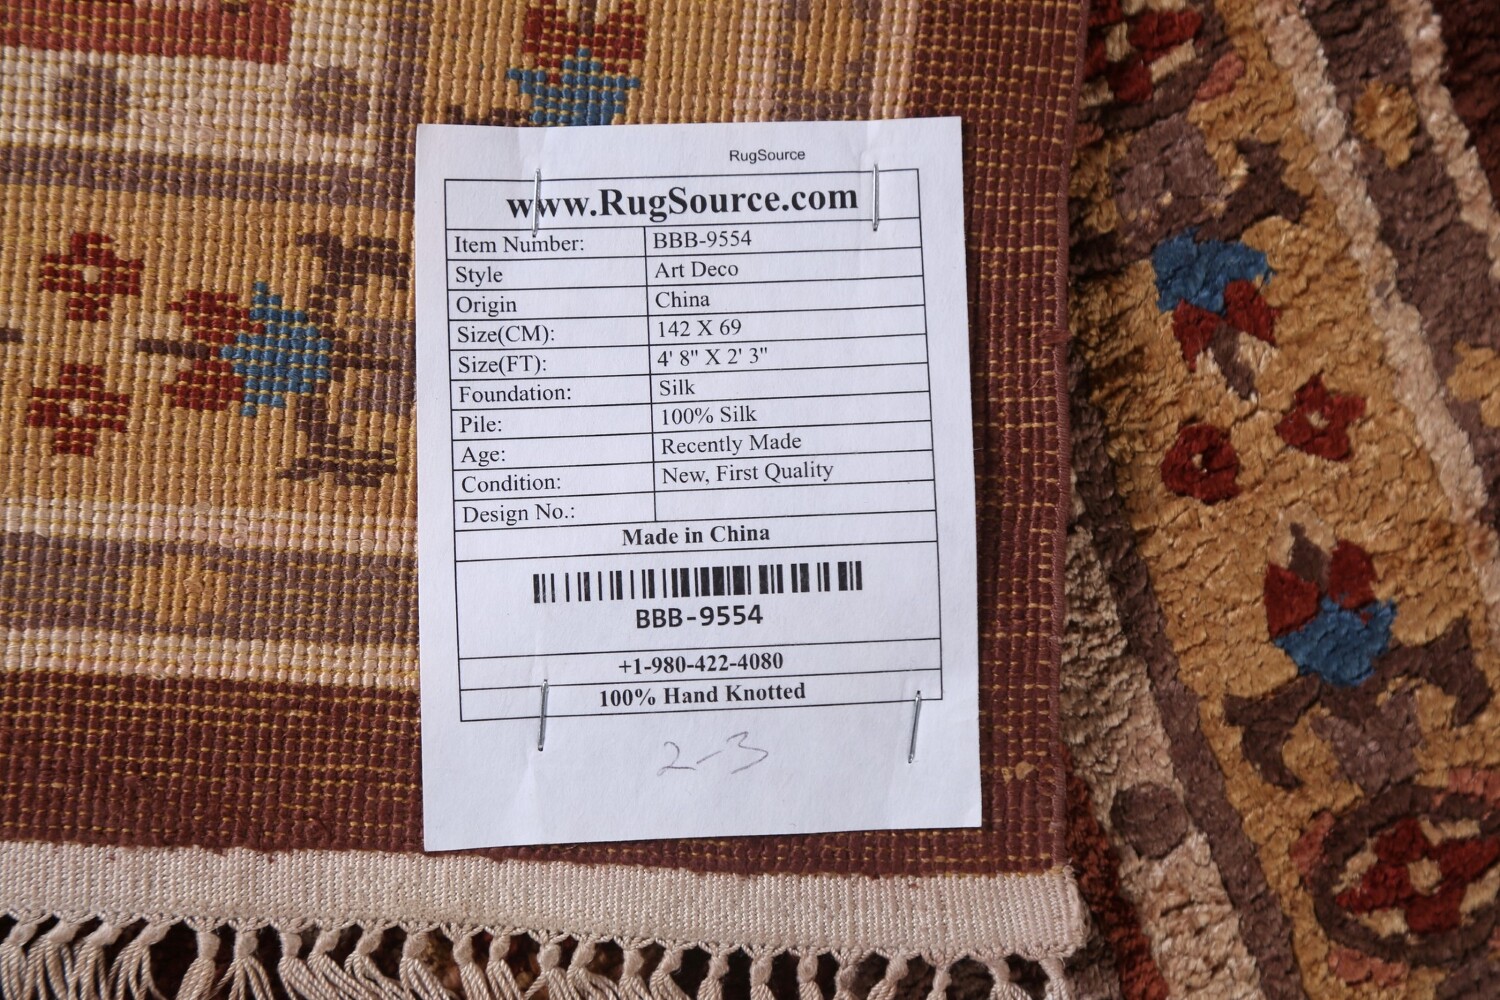 RugSource
www.RugSource.com
Item Number: BBB-9554
Style Art Deco
Origin China
Size(CM): 142 X 69
Size(FT): 4' 8" X 2' 3"
Foundation: Silk
Pile: 100% Silk
Age: Recently Made
Condition: New, First Quality
Design No.:
Made in China
BBB-9554
+1-980-422-4080
100% Hand Knotted
2-3